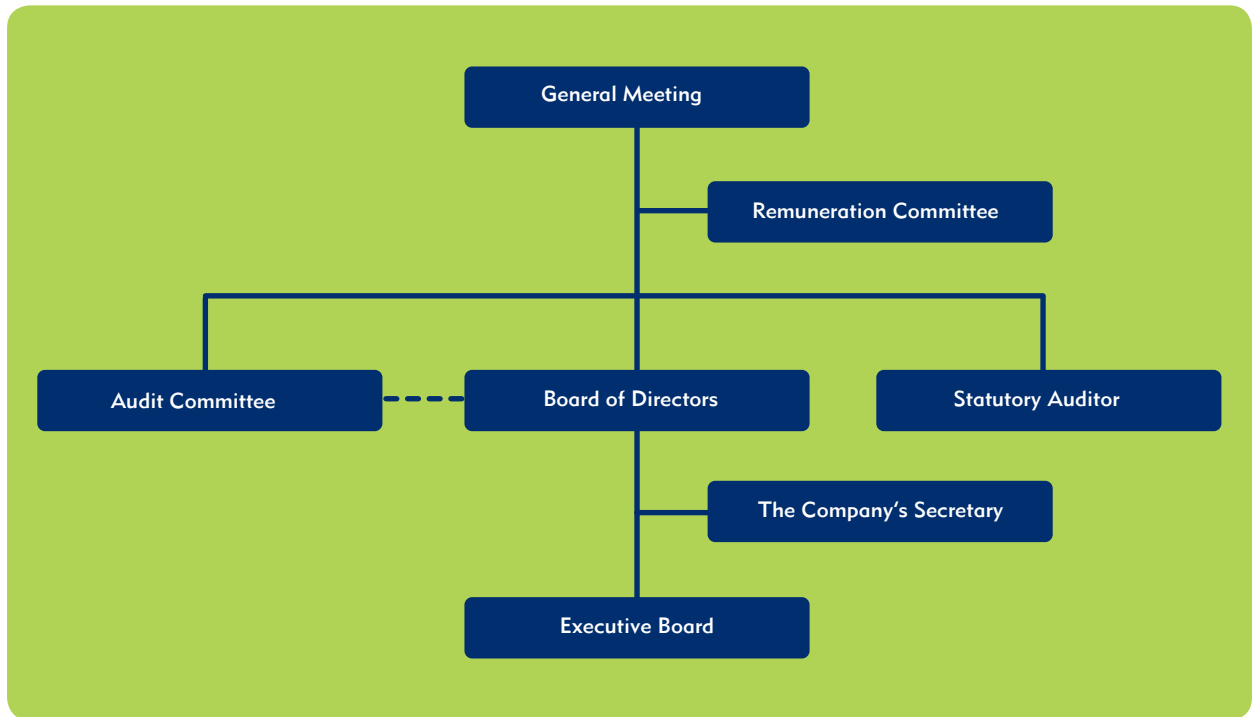 General Meeting
Remuneration Committee
Audit Committee
Board of Directors
Statutory Auditor
The Company's Secretary
Executive Board